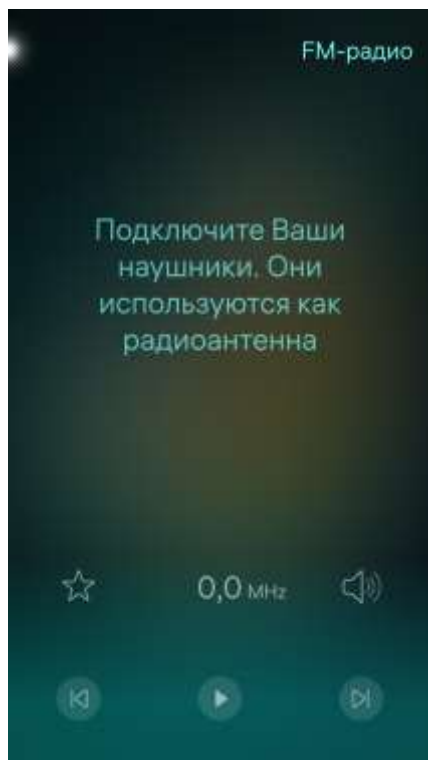 FM-радио
Подключите Ваши
наушники. Они
используются как
радиоантенна
0,0 MHz